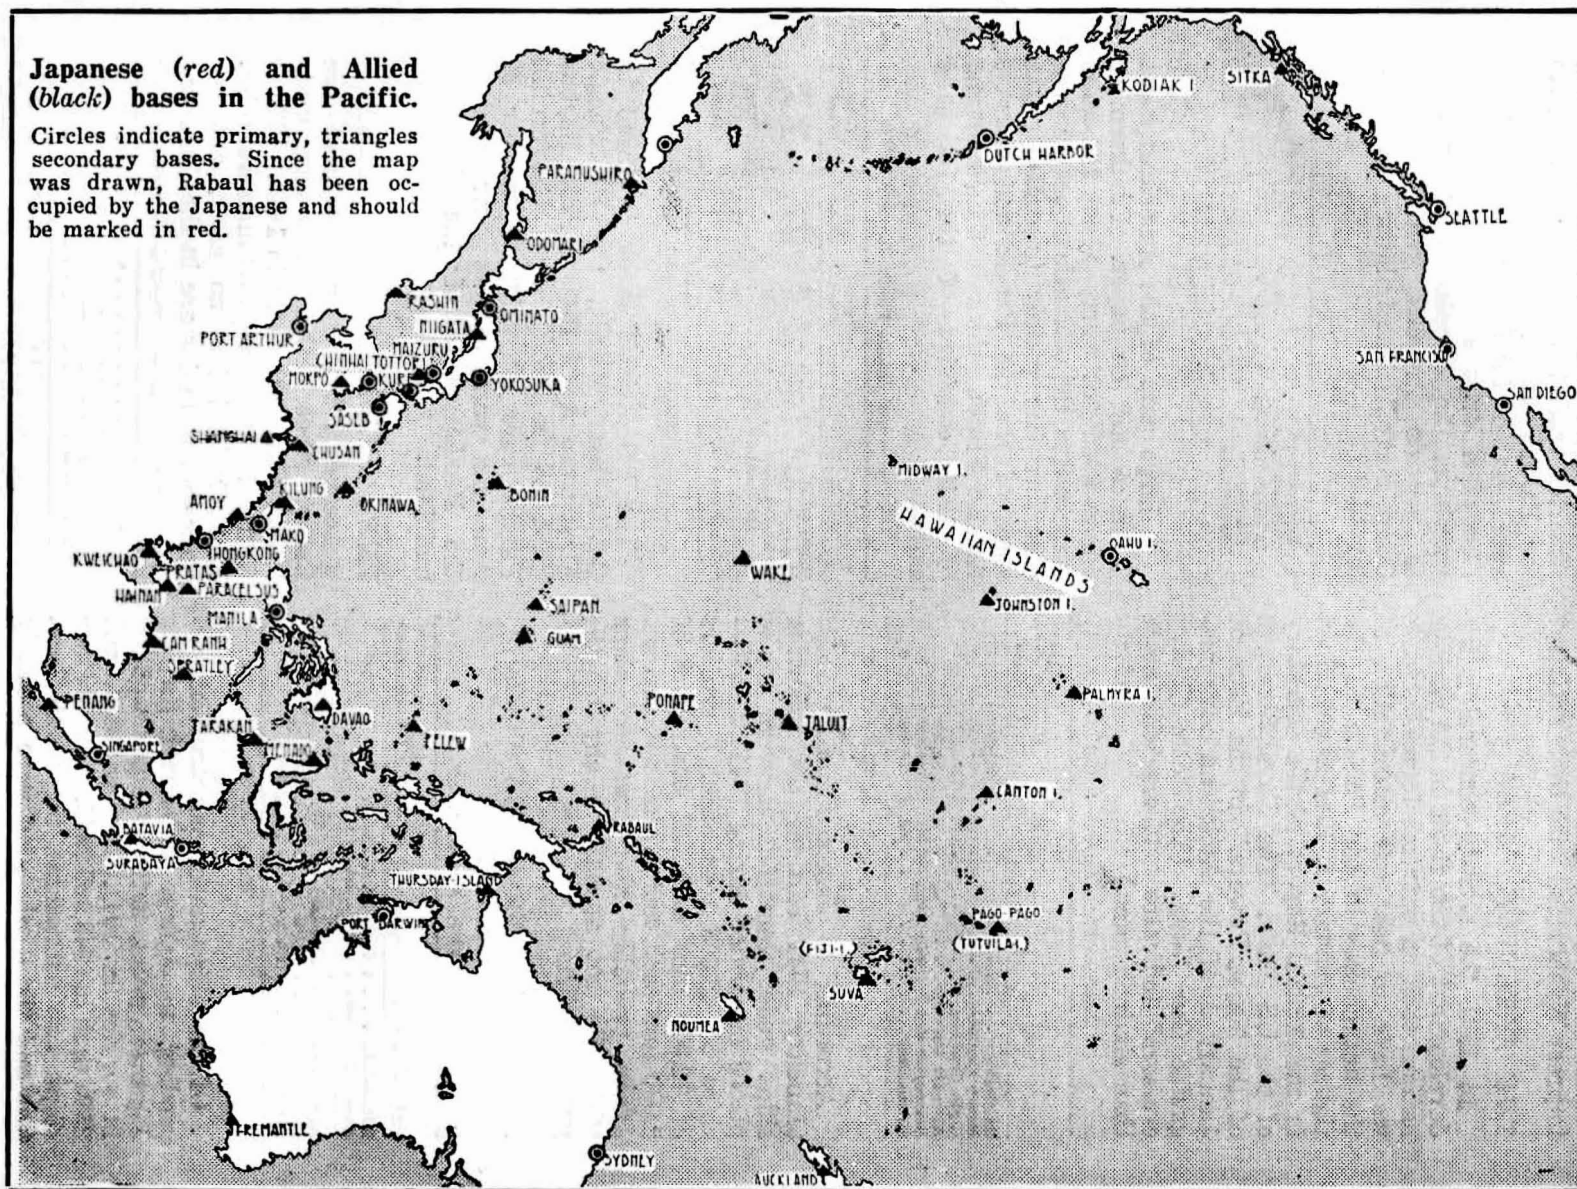 Japanese (red) and Allied
(black) bases in the Pacific.
Circles indicate primary, triangles
secondary bases. Since the map
was drawn, Rabaul has been oc-
cupied by the Japanese and should
be marked in red.
KODIAK I.
SITKA
DUTCH HARBOR
PARAMUSHIRO
SEATTLE
ODOMARI
RASHIN
OMINATO
NIIGATA
PORT ARTHUR
MAIZURU
CHINHAI TOTTORI
SAN FRANCISO
MOKPO
KURE
YOKOSUKA
SAN DIEGO
SASEB
SHANGHAI
CHUSAN
MIDWAY I.
KILUNG
OKINAWA
BONIN
AMOY
MAKO
HAWAIIAN ISLANDS
KWEICHAO
HONGKONG
OAHU I.
PRATAS
WAKE
HAINAN
PARACELSUS
SAIPAN
JOHNSTON I.
MANILA
GUAM
CAM RANH
SPRATLEY
PENANG
PONAPE
PALMYRA I.
DAVAO
JALUIT
TARAKAN
PELEW
SINGAPORE
MENADO
CANTON I.
BATAVIA
RABAUL
SURABAYA
THURSDAY-ISLAND
PAGO-PAGO
PORT DARWIN
(FIJI-I.)
(TUTUILA I.)
SUVA
NOUMEA
FREMANTLE
SYDNEY
AUCKLAND